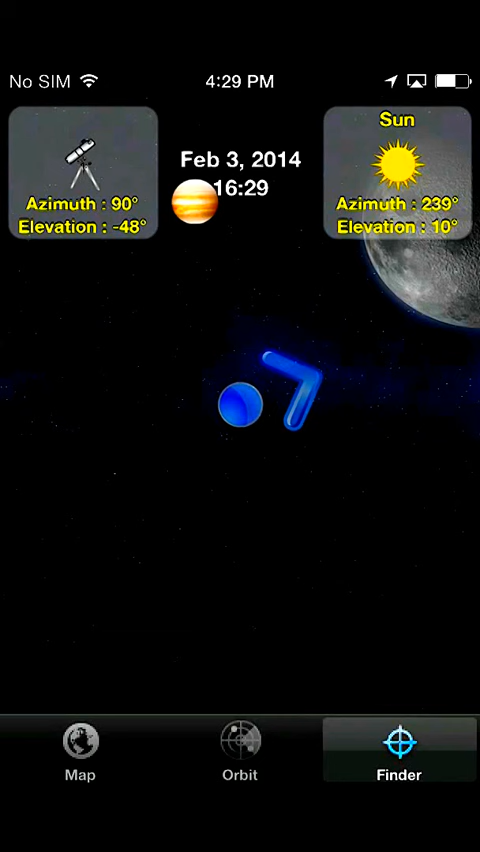 No SIM
4:29 PM
Azimuth : 90°
Elevation : -48°
Feb 3, 2014
16:29
Sun
Azimuth : 239°
Elevation : 10°
Map
Orbit
Finder